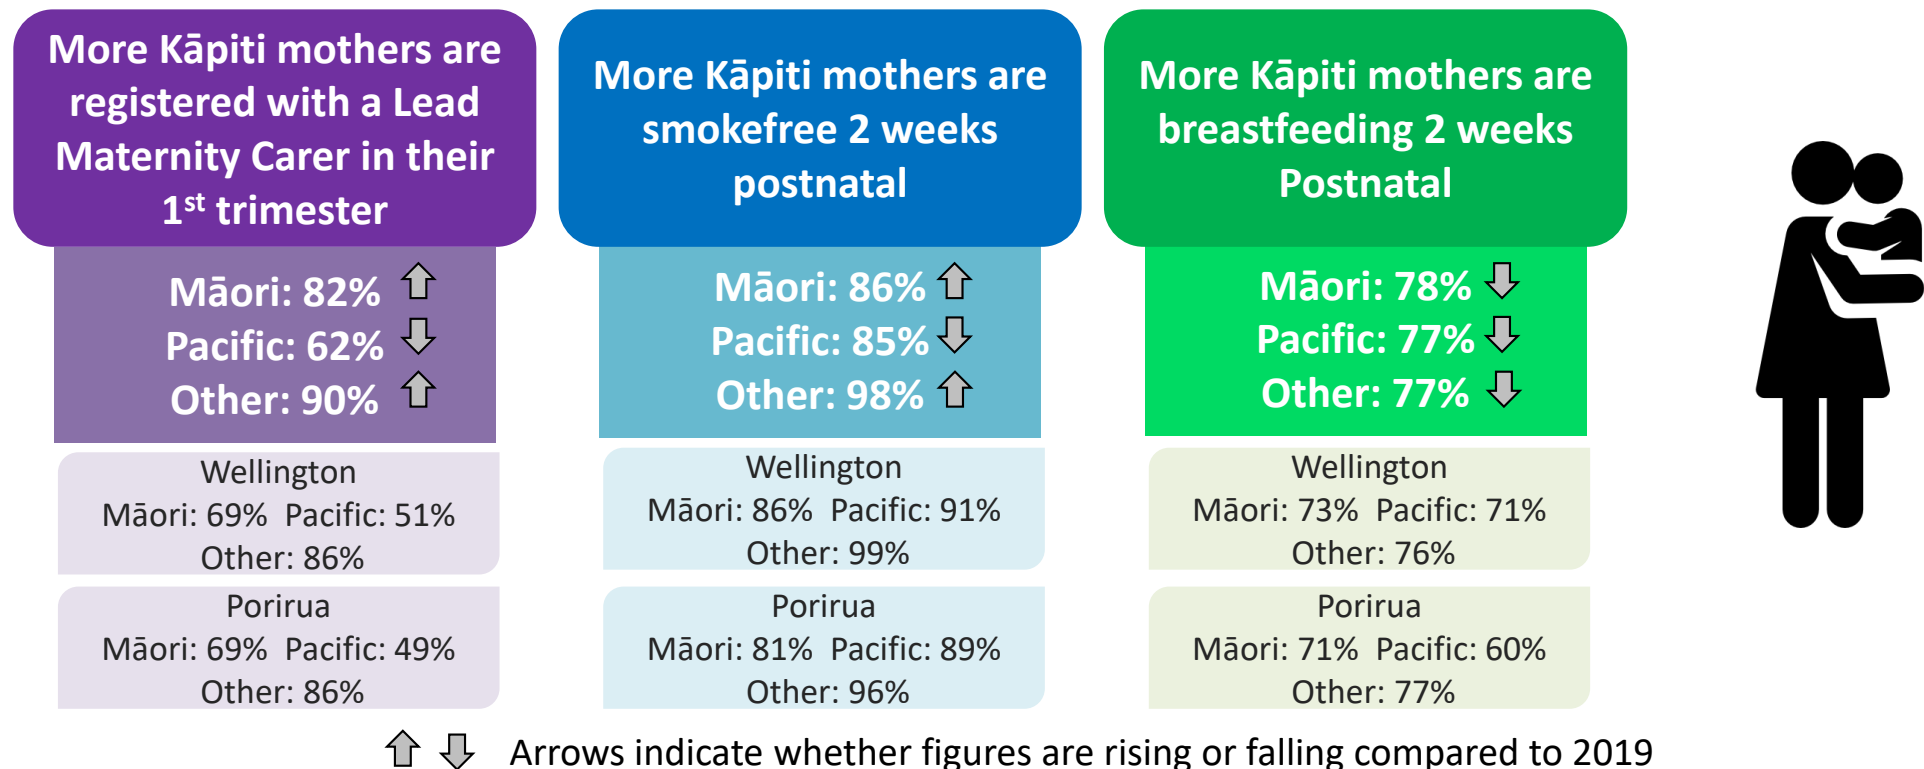 More Kāpiti mothers are
registered with a Lead
Maternity Carer in their
1st trimester
Māori: 82%
Pacific: 62%
Other: 90%
Wellington
Māori: 69% Pacific: 51%
Other: 86%
Porirua
Māori: 69% Pacific: 49%
Other: 86%
More Kāpiti mothers are
smokefree 2 weeks
postnatal
Māori: 86%
Pacific: 85%
Other: 98%
Wellington
Māori: 86% Pacific: 91%
Other: 99%
Porirua
Māori: 81% Pacific: 89%
Other: 96%
More Kāpiti mothers are
breastfeeding 2 weeks
Postnatal
Māori: 78%
Pacific: 77%
Other: 77%
Wellington
Māori: 73% Pacific: 71%
Other: 76%
Porirua
Māori: 71% Pacific: 60%
Other: 77%
Arrows indicate whether figures are rising or falling compared to 2019